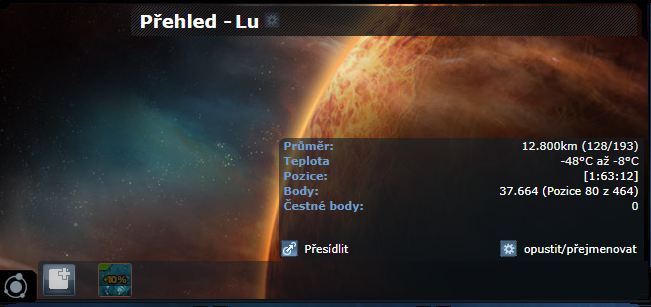 Přehled - Lu
Průměr: 12.800km (128/193)
Teplota -48°C až -8°C
Pozice: [1:63:12]
Body: 37.664 (Pozice 80 z 464)
Čestné body: 0
Přesídlit opustit/přejmenovat
+10%